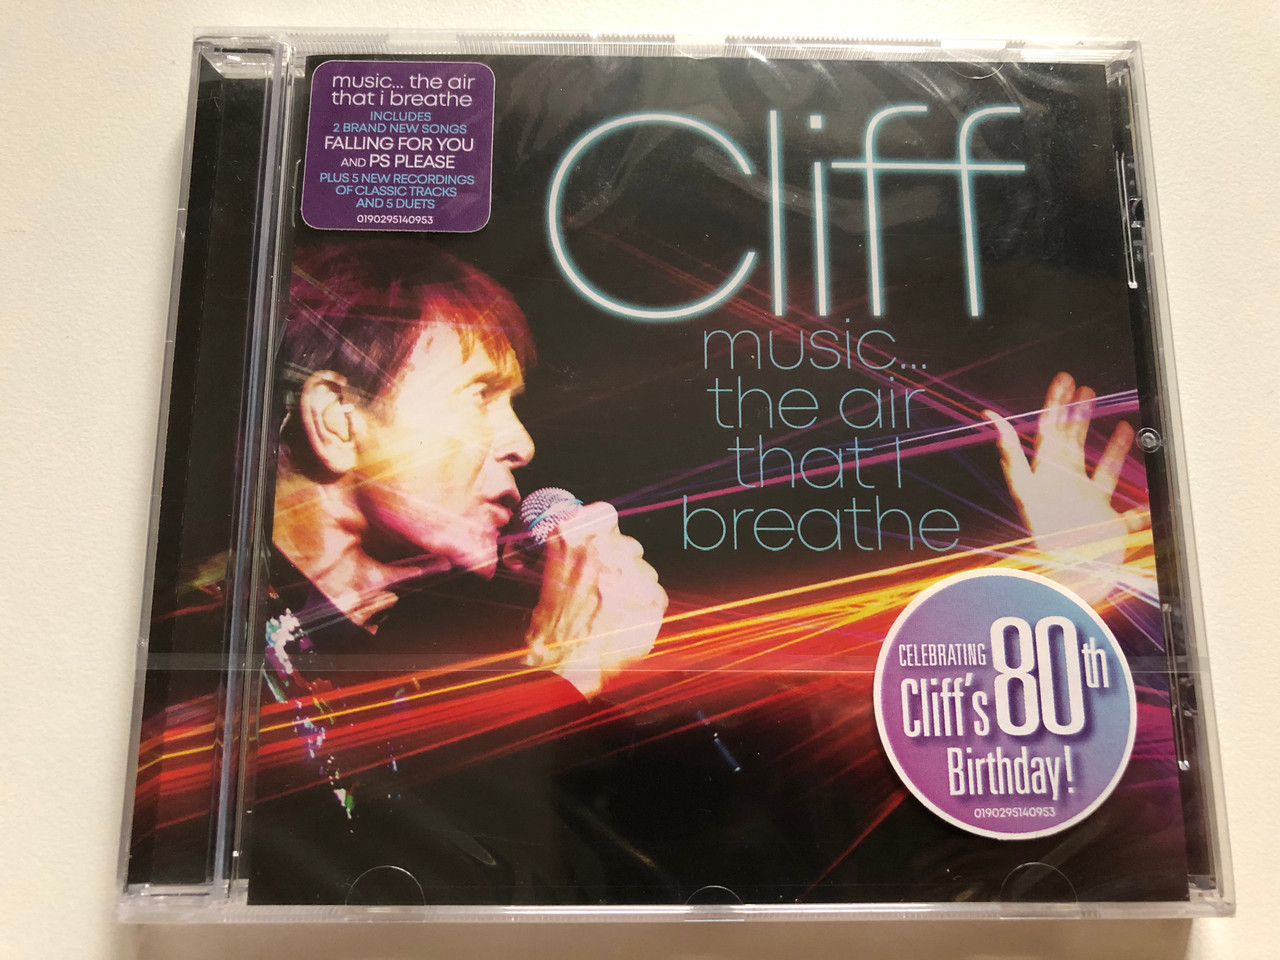 music... the air
that i breathe
INCLUDES
2 BRAND NEW SONGS
FALLING FOR YOU
AND PS PLEASE
PLUS 5 NEW RECORDINGS
OF CLASSIC TRACKS
AND 5 DUETS
0190295140953
Cliff
music...
the air
that I
breathe
CELEBRATING
Cliff's 80th
Birthday!
0190295140953